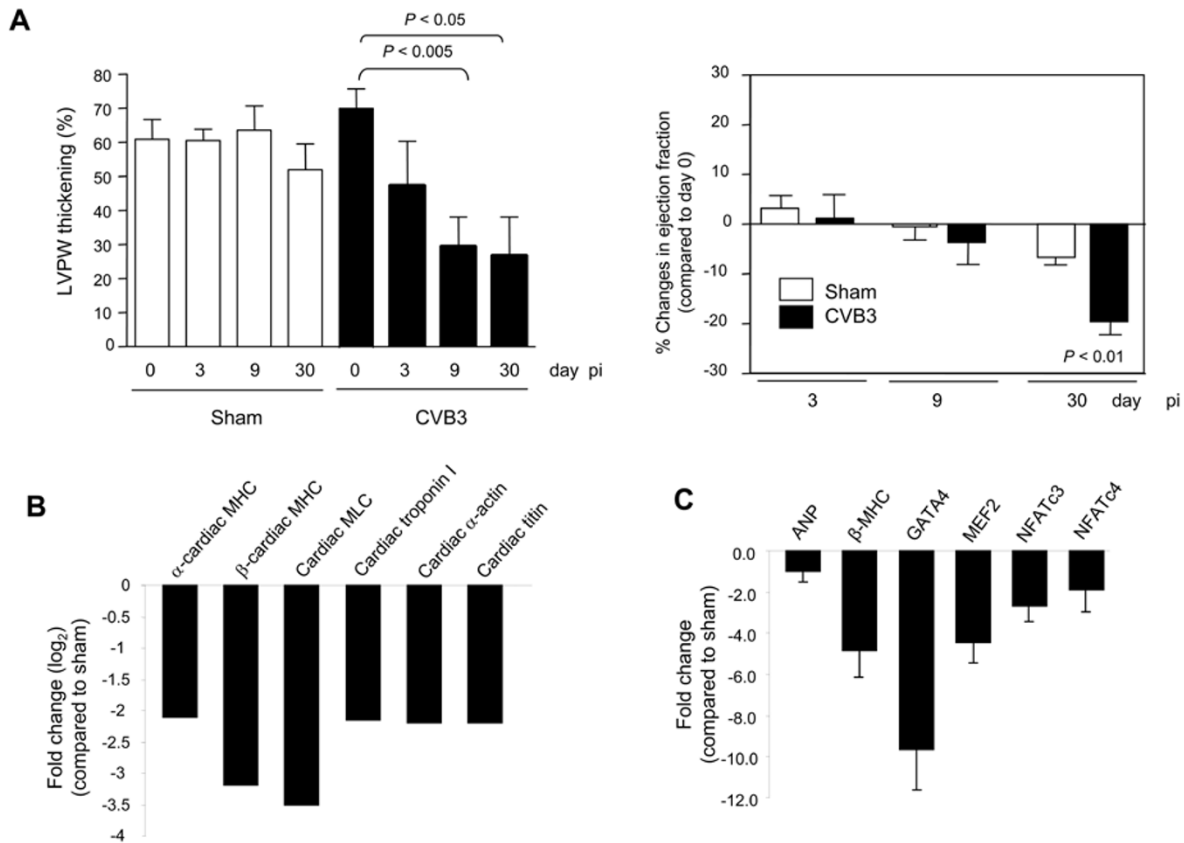 A
P < 0.05
P < 0.005
LVPW thickening (%)
80
70
60
50
40
30
20
10
0
0 3 9 30 0 3 9 30 day pi
Sham CVB3
% Changes in ejection fraction
(compared to day 0)
30
20
10
0
-10
-20
-30
Sham
CVB3
P < 0.01
3 9 30 day pi
B
α-cardiac MHC
β-cardiac MHC
Cardiac MLC
Cardiac troponin I
Cardiac α-actin
Cardiac titin
Fold change (log2)
(compared to sham)
0
-0.5
-1
-1.5
-2
-2.5
-3
-3.5
-4
C
ANP
β-MHC
GATA4
MEF2
NFATc3
NFATc4
Fold change
(compared to sham)
0.0
-2.0
-4.0
-6.0
-8.0
-10.0
-12.0